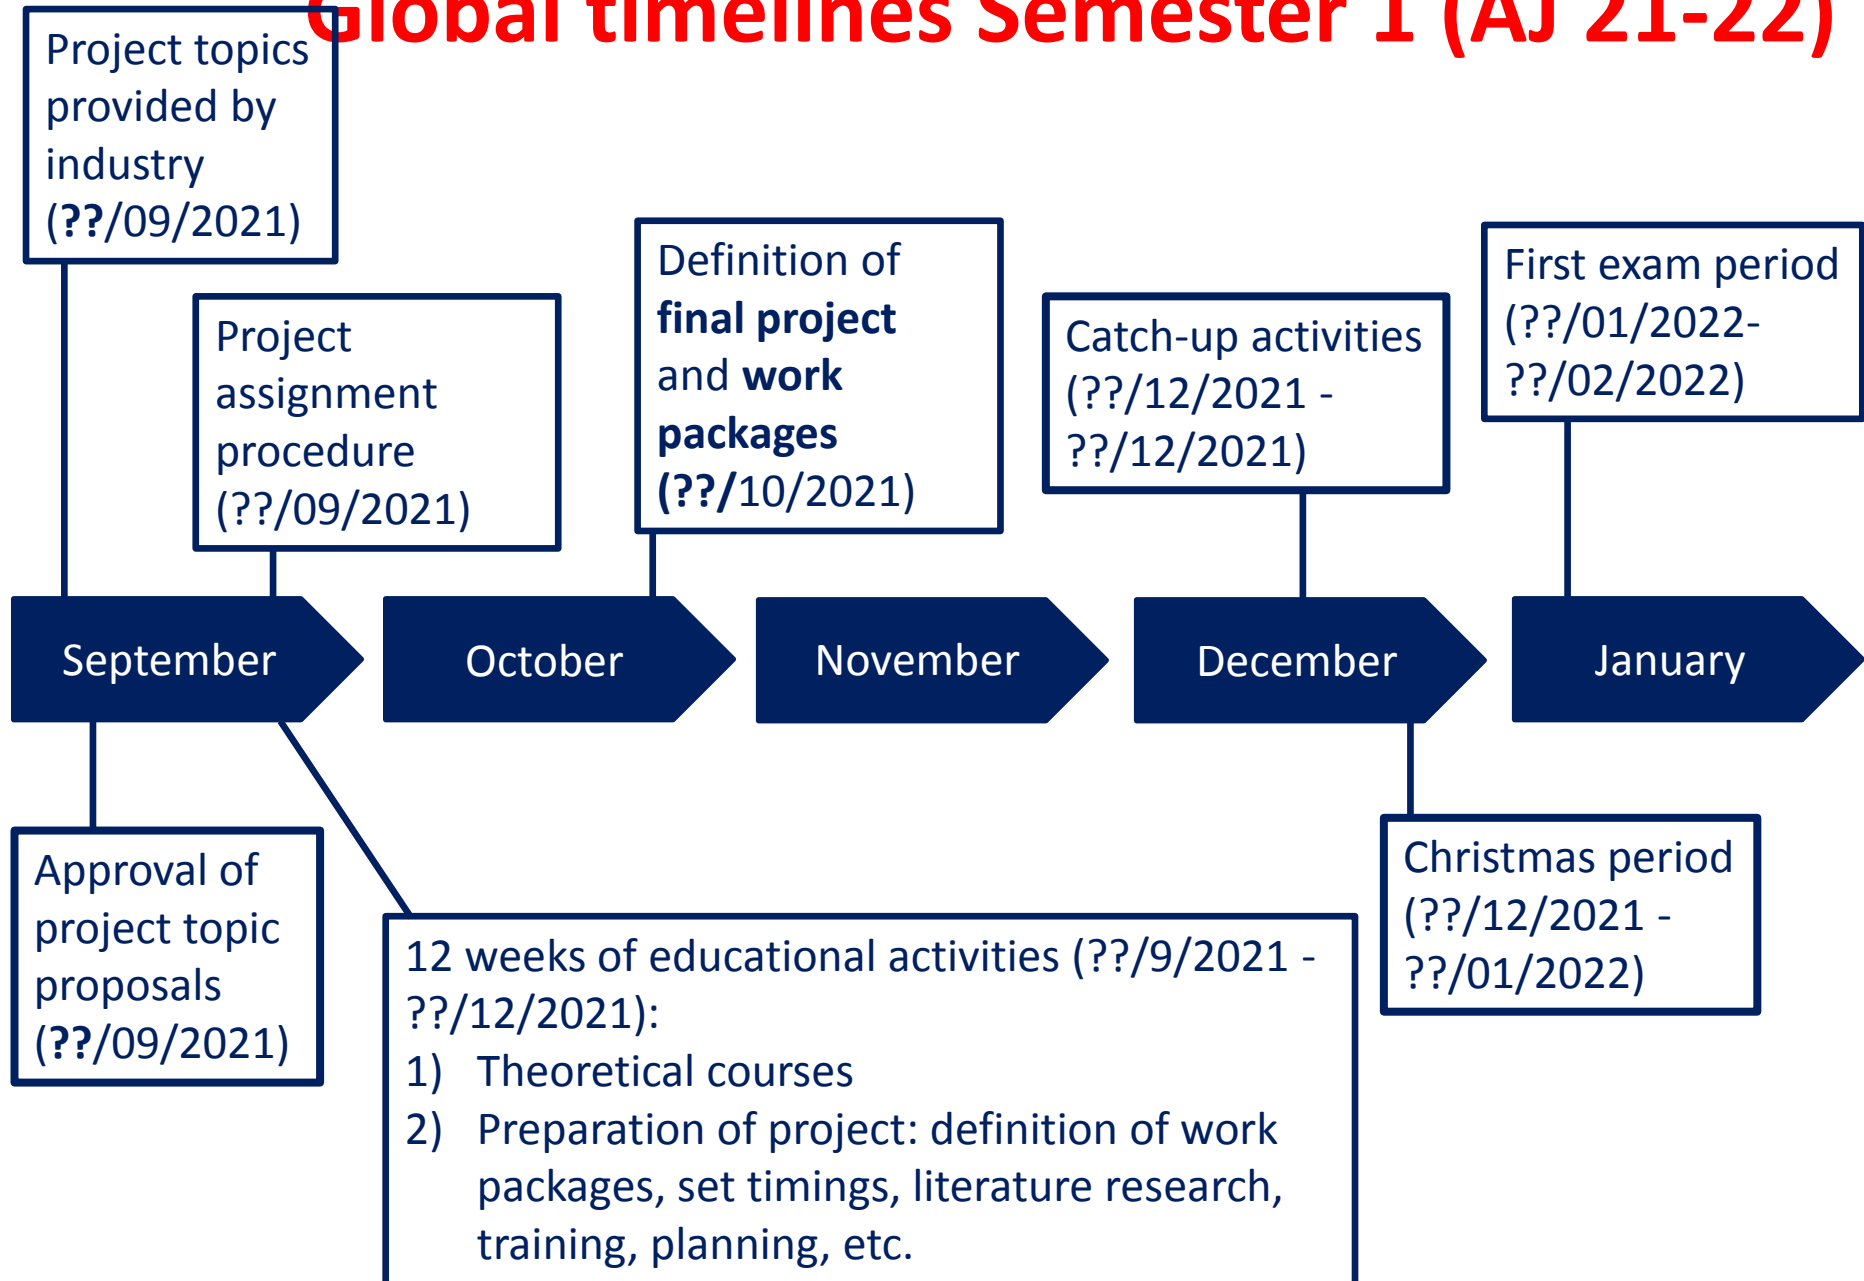 Global timelines Semester 1 (AJ 21-22)
Project topics
provided by
industry
(??/09/2021)
Project
assignment
procedure
(??/09/2021)
Definition of
final project
and work
packages
(??/10/2021)
Catch-up activities
(??/12/2021 -
??/12/2021)
First exam period
(??/01/2022-
??/02/2022)
September
October
November
December
January
Approval of
project topic
proposals
(??/09/2021)
12 weeks of educational activities (??/9/2021 -
??/12/2021):
1) Theoretical courses
2) Preparation of project: definition of work
packages, set timings, literature research,
training, planning, etc.
Christmas period
(??/12/2021 -
??/01/2022)